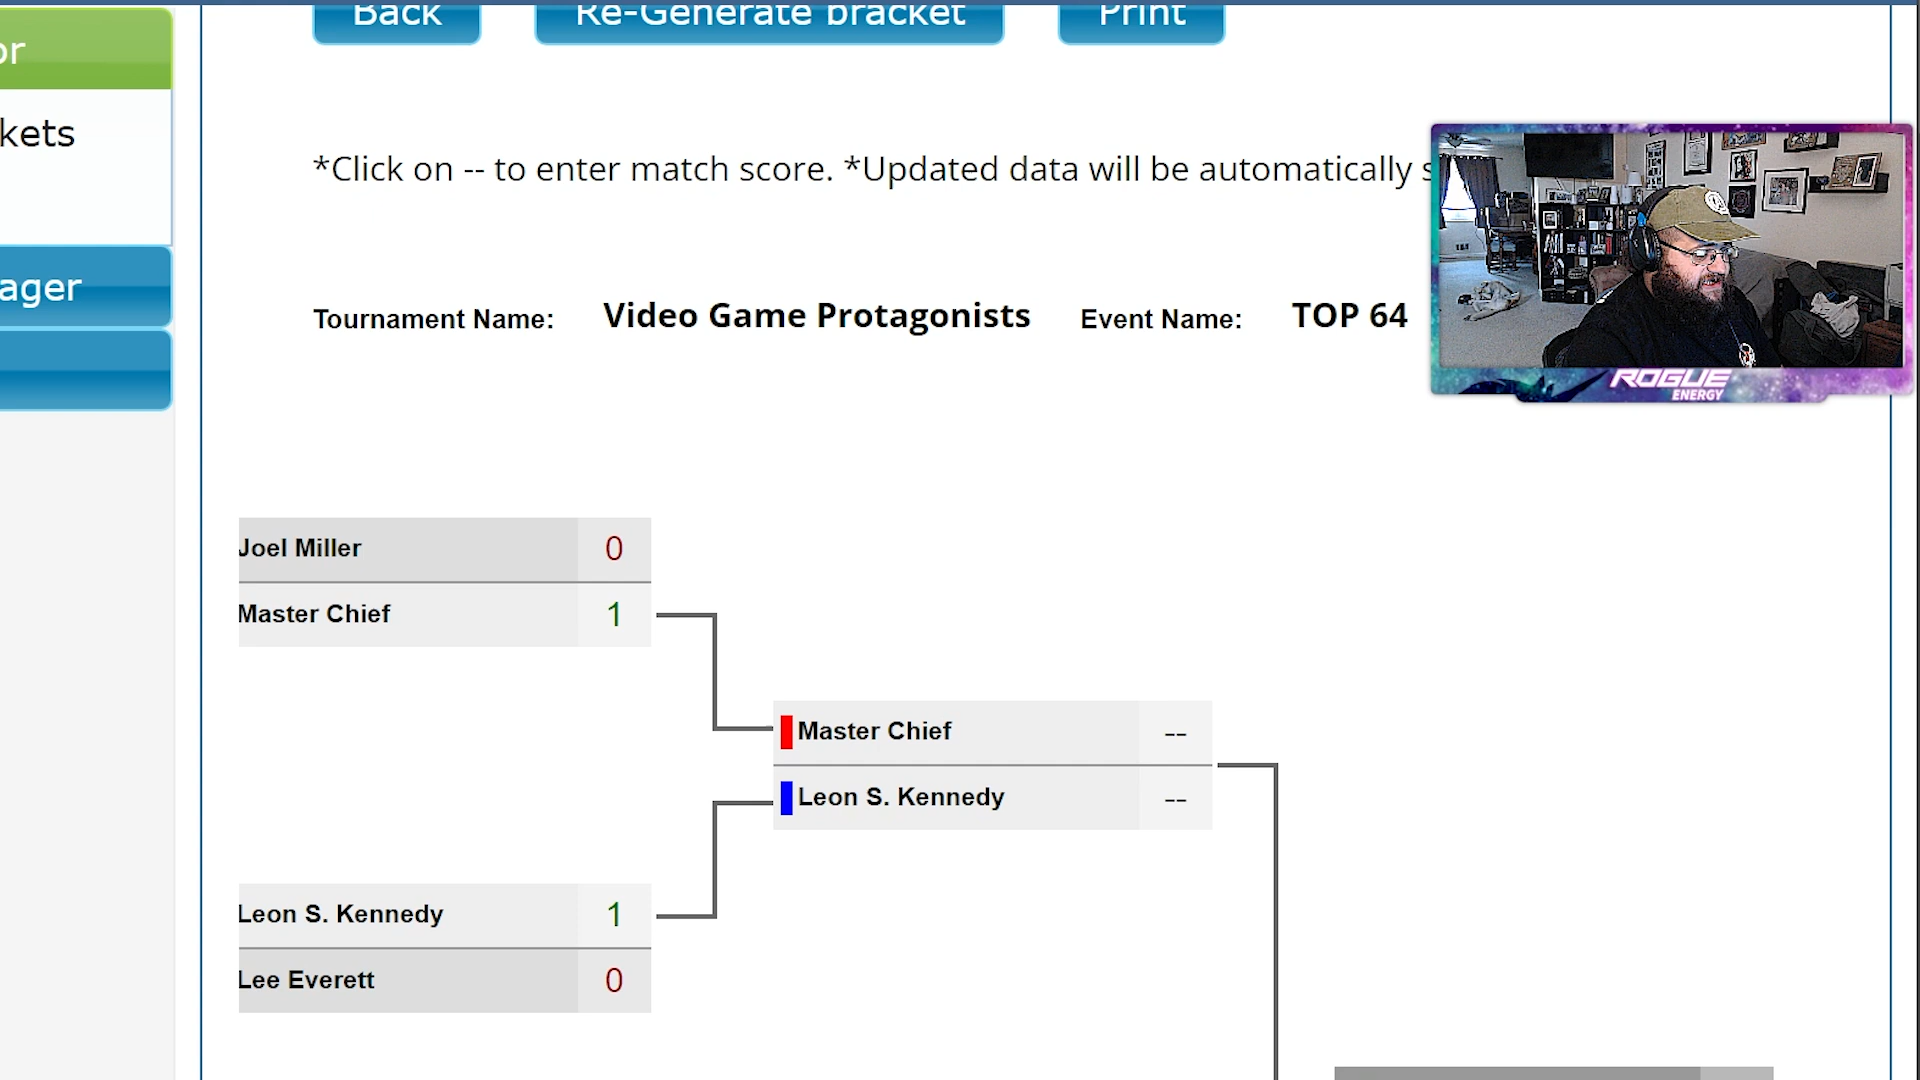 Back
Re-Generate bracket
Print
or
kets
ager
*Click on -- to enter match score. *Updated data will be automatically s
Tournament Name: Video Game Protagonists Event Name: TOP 64
ROGUE
ENERGY
Joel Miller 0
Master Chief 1
Master Chief --
Leon S. Kennedy --
Leon S. Kennedy 1
Lee Everett 0